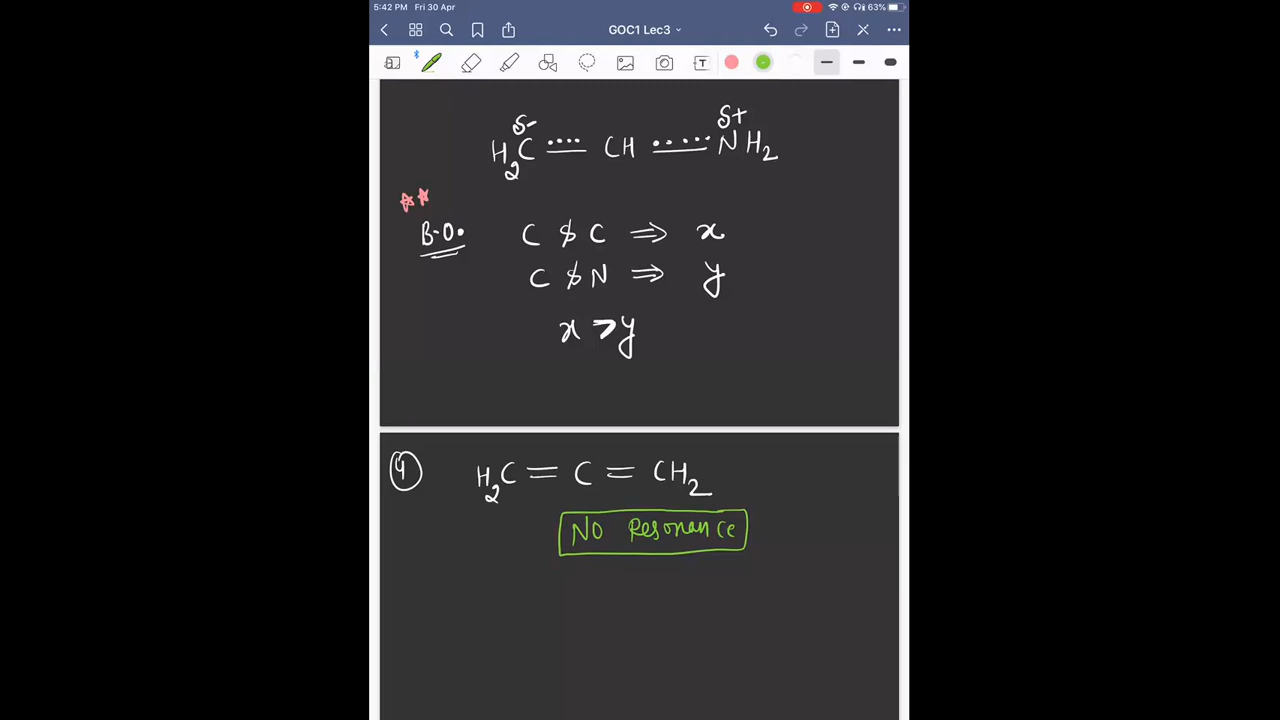 5:42 PM Fri 30 Apr 63%
GOC1 Lec3
T
δ- δ+
H₂C CH NH₂
B.O. C & C ⇒ x
C & N ⇒ y
x > y
4 H₂C = C = CH₂
NO Resonance